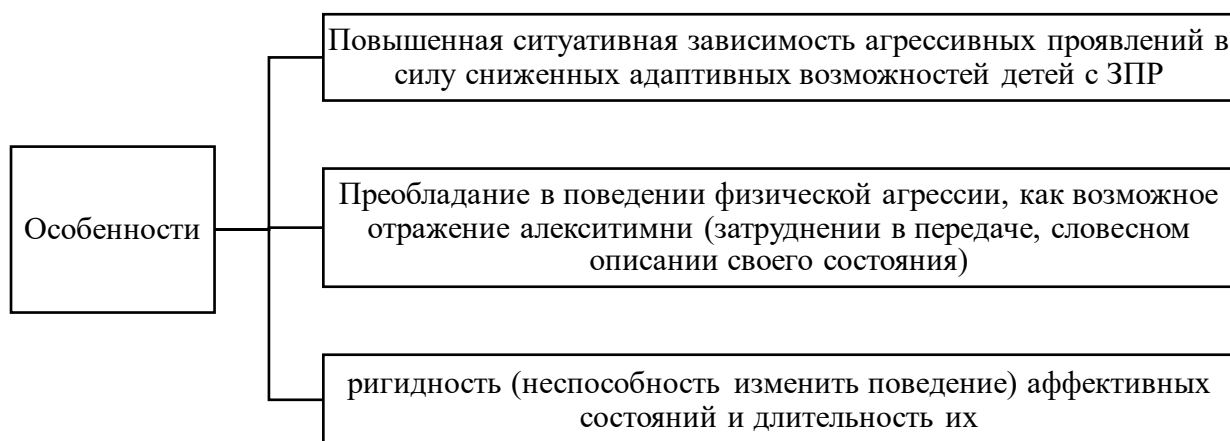 Повышенная ситуативная зависимость агрессивных проявлений в
силу сниженных адаптивных возможностей детей с ЗПР
Особенности
Преобладание в поведении физической агрессии, как возможное
отражение алекситимни (затруднении в передаче, словесном
описании своего состояния)
ригидность (неспособность изменить поведение) аффективных
состояний и длительность их